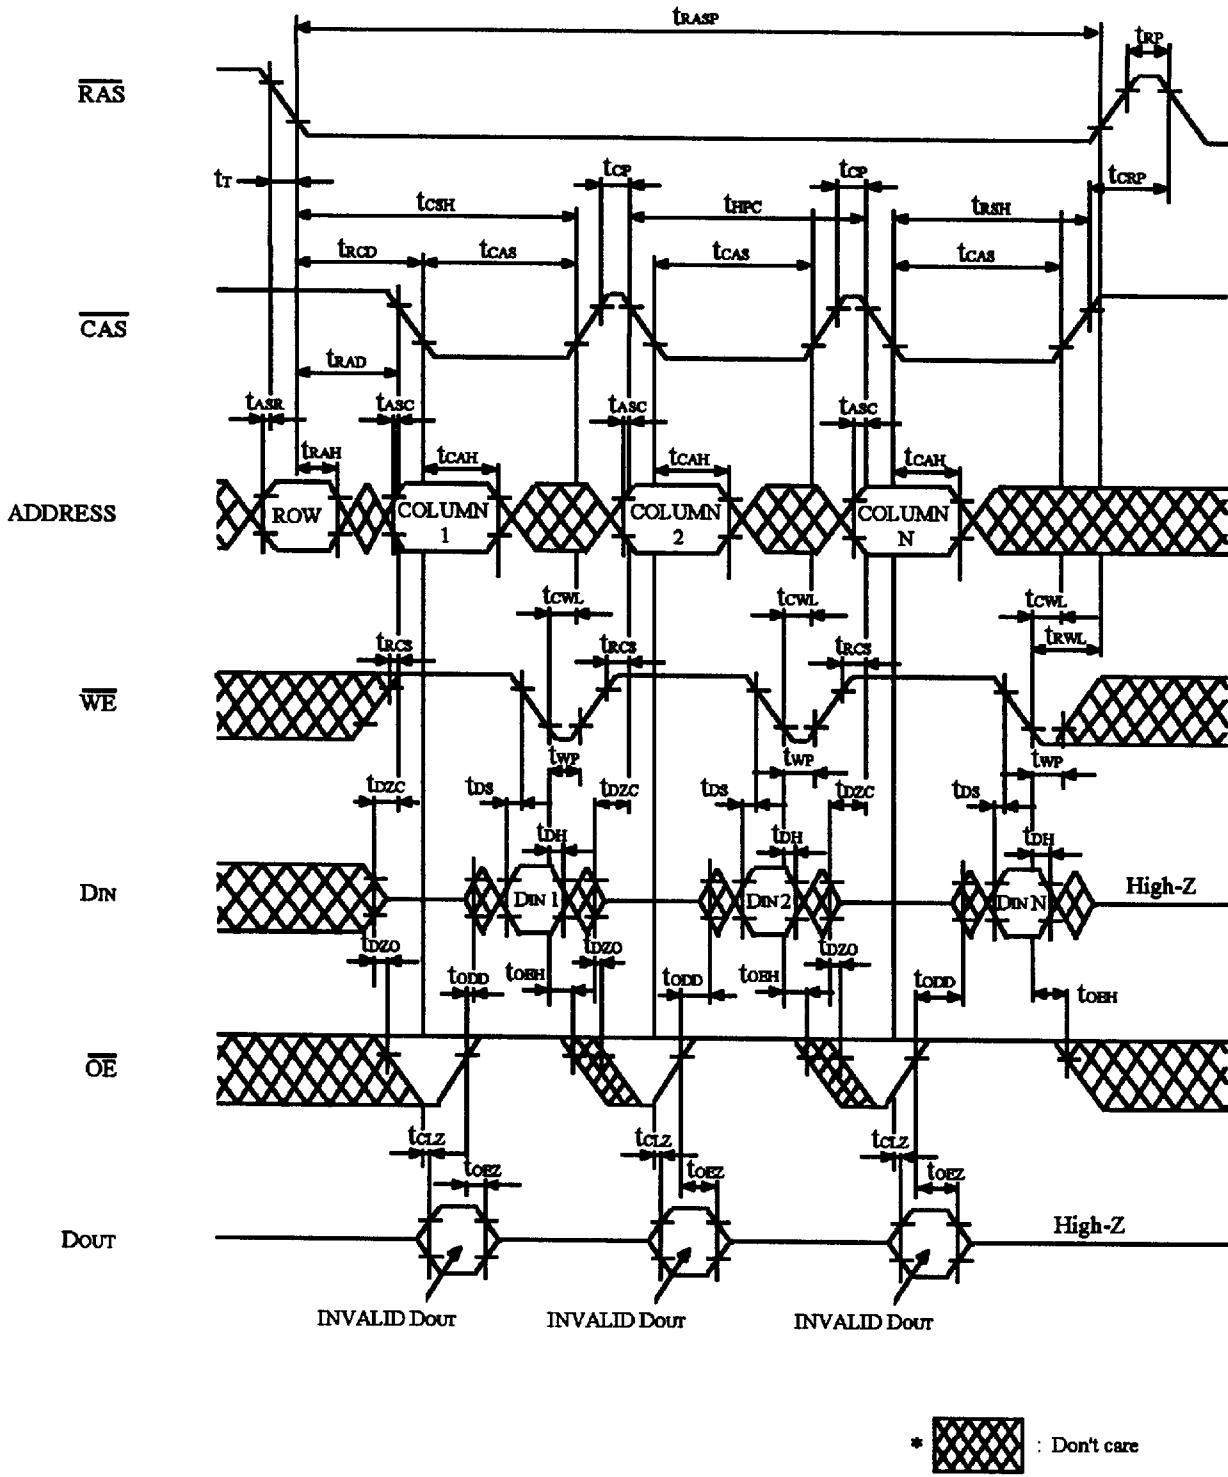 tRASP
tRP
RAS
tT
tCP
tCP
tCRP
tCSH
tHPC
tRSH
tRCD
tCAS
tCAS
tCAS
CAS
tRAD
tASR
tASC
tASC
tASC
tRAH
tCAH
tCAH
tCAH
ADDRESS
ROW
COLUMN
1
COLUMN
2
COLUMN
N
tCWL
tCWL
tCWL
tRCS
tRCS
tRCS
tRWL
WE
tWP
tWP
tWP
tDZC
tDS
tDZC
tDS
tDZC
tDS
tDH
tDH
tDH
DIN
DIN 1
DIN 2
DIN N
High-Z
tDZO
tODD
tOEH
tDZO
tODD
tOEH
tDZO
tODD
tOEH
OE
tCLZ
tCLZ
tCLZ
tOEZ
tOEZ
tOEZ
DOUT
High-Z
INVALID DOUT
INVALID DOUT
INVALID DOUT
* : Don't care